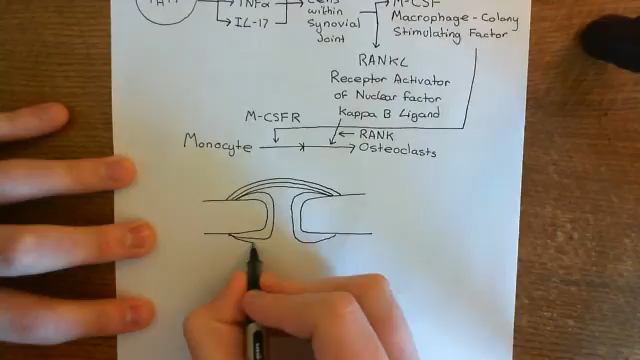 TNFα
IL-17
within
Synovial
Joint
M-CSF
Macrophage-Colony
Stimulating Factor
RANKL
Receptor Activator
of Nuclear Factor
Kappa B Ligand
M-CSFR
RANK
Monocyte
Osteoclasts